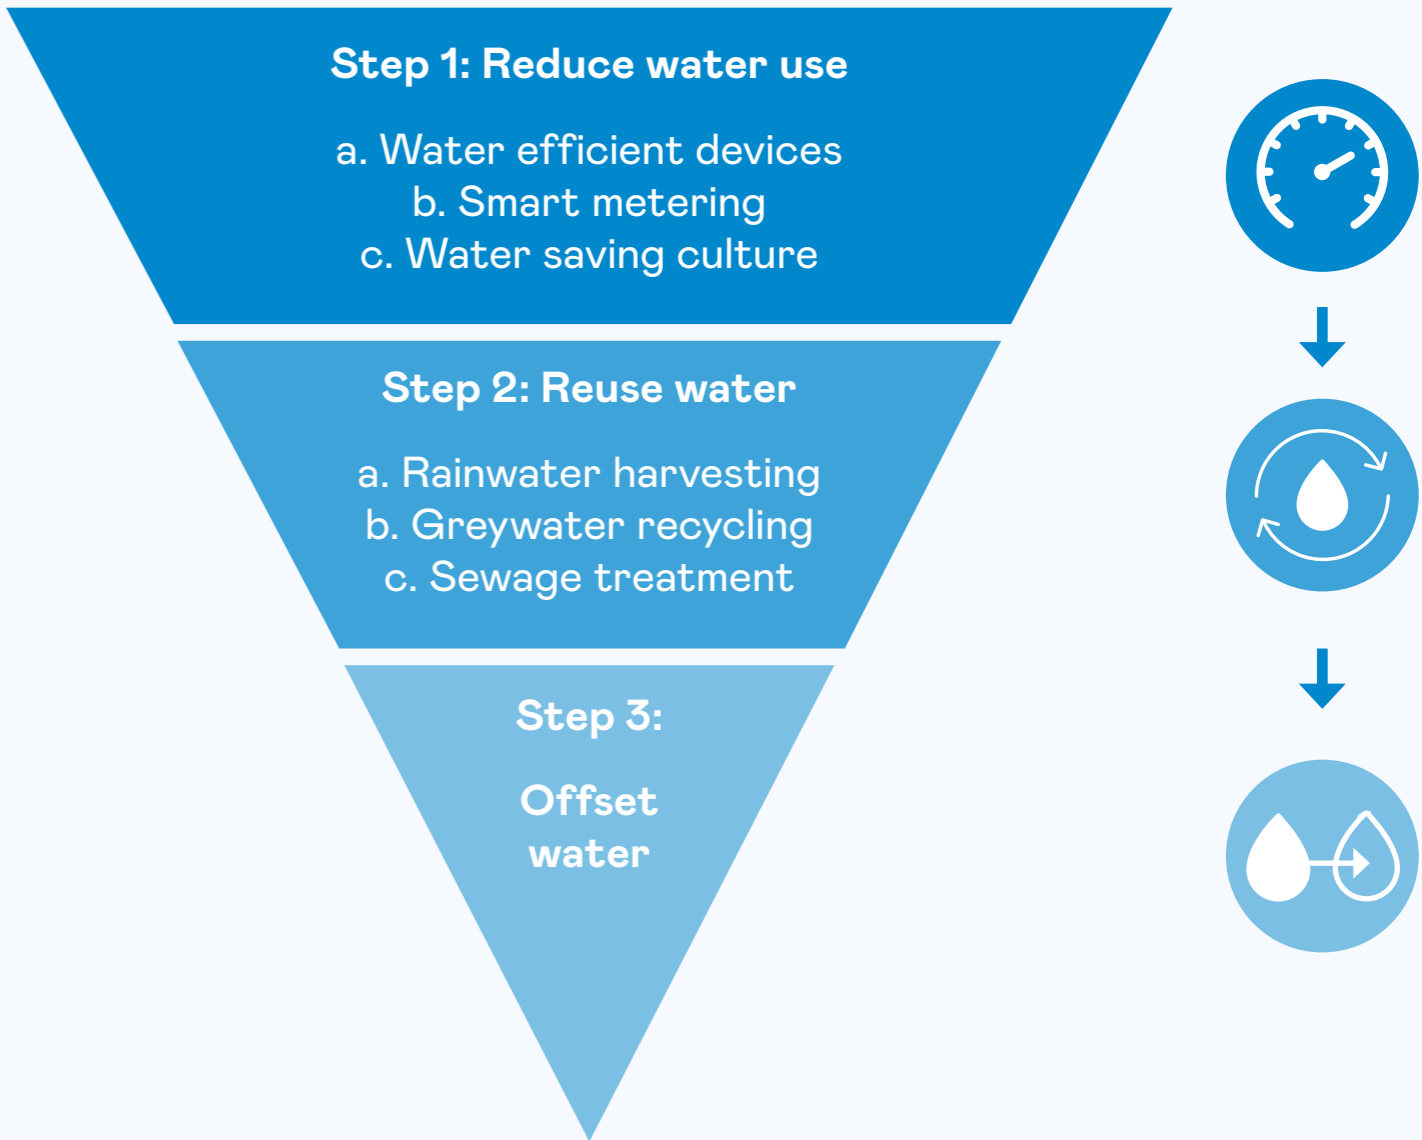 Step 1: Reduce water use
a. Water efficient devices
b. Smart metering
c. Water saving culture
Step 2: Reuse water
a. Rainwater harvesting
b. Greywater recycling
c. Sewage treatment
Step 3:
Offset
water